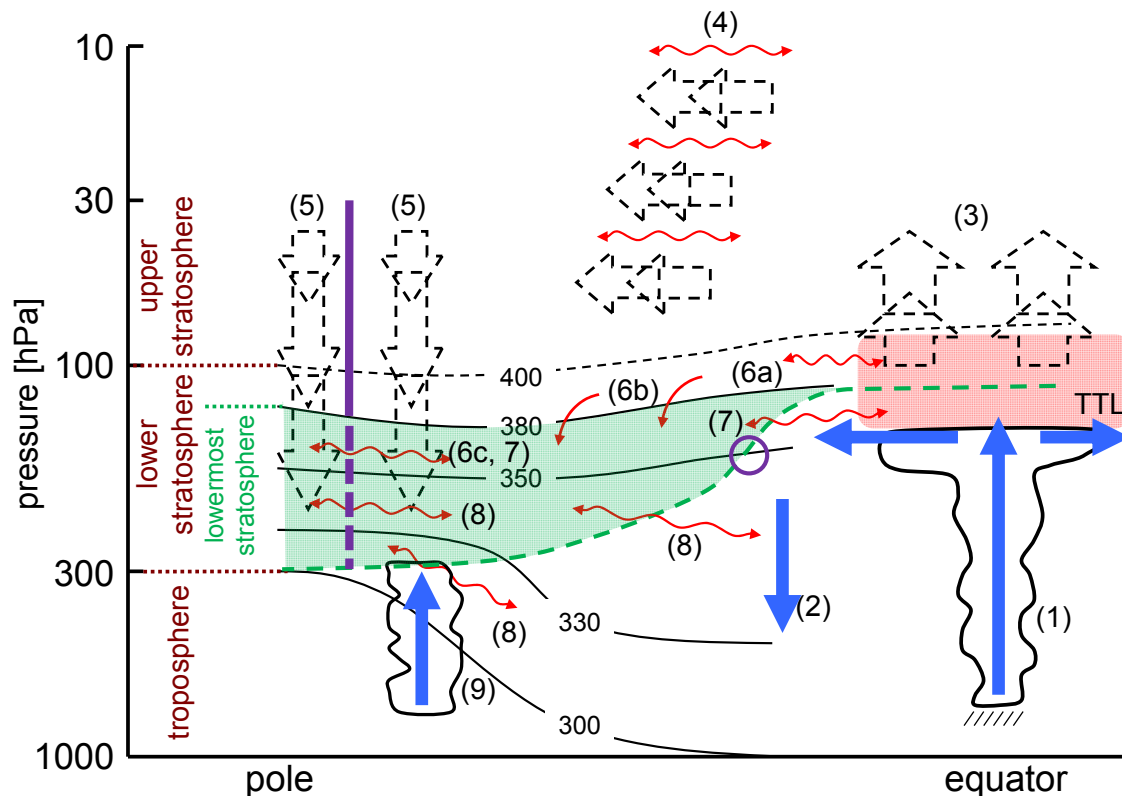 (4)
10
30
(5) (5)
(3)
upper
stratosphere
pressure [hPa]
100
400
(6a)
(6b)
TTL
380
(7)
lower
stratosphere
lowermost
stratosphere
(6c, 7)
350
(8)
(8)
300
330
(2)
(1)
(8)
troposphere
(9)
300
1000
pole
equator